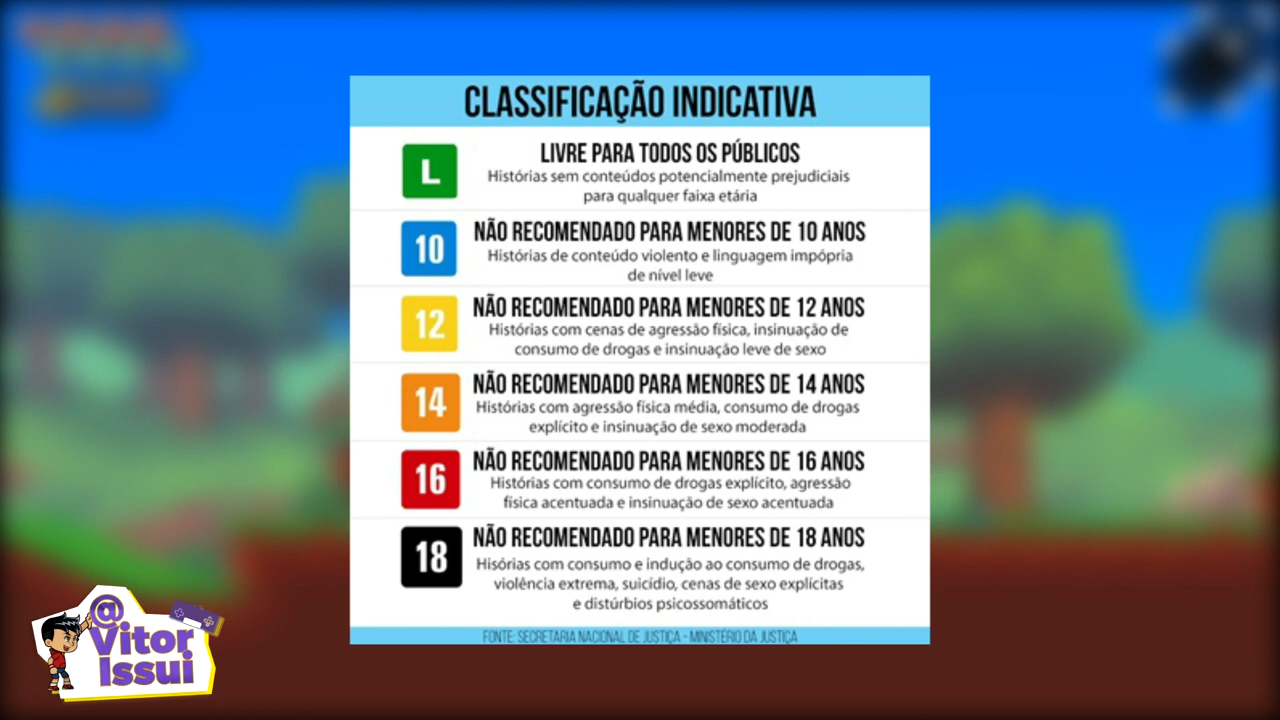 CLASSIFICAÇÃO INDICATIVA
L
LIVRE PARA TODOS OS PÚBLICOS
Histórias sem conteúdos potencialmente prejudiciais
para qualquer faixa etária
10
NÃO RECOMENDADO PARA MENORES DE 10 ANOS
Histórias de conteúdo violento e linguagem impópria
de nível leve
12
NÃO RECOMENDADO PARA MENORES DE 12 ANOS
Histórias com cenas de agressão física, insinuação de
consumo de drogas e insinuação leve de sexo
14
NÃO RECOMENDADO PARA MENORES DE 14 ANOS
Histórias com agressão física média, consumo de drogas
explícito e insinuação de sexo moderada
16
NÃO RECOMENDADO PARA MENORES DE 16 ANOS
Histórias com consumo de drogas explícito, agressão
física acentuada e insinuação de sexo acentuada
18
NÃO RECOMENDADO PARA MENORES DE 18 ANOS
Hisórias com consumo e indução ao consumo de drogas,
violência extrema, suicídio, cenas de sexo explícitas
e distúrbios psicossomáticos
FONTE: SECRETARIA NACIONAL DE JUSTIÇA - MINISTÉRIO DA JUSTIÇA
@
Vitor
Issui